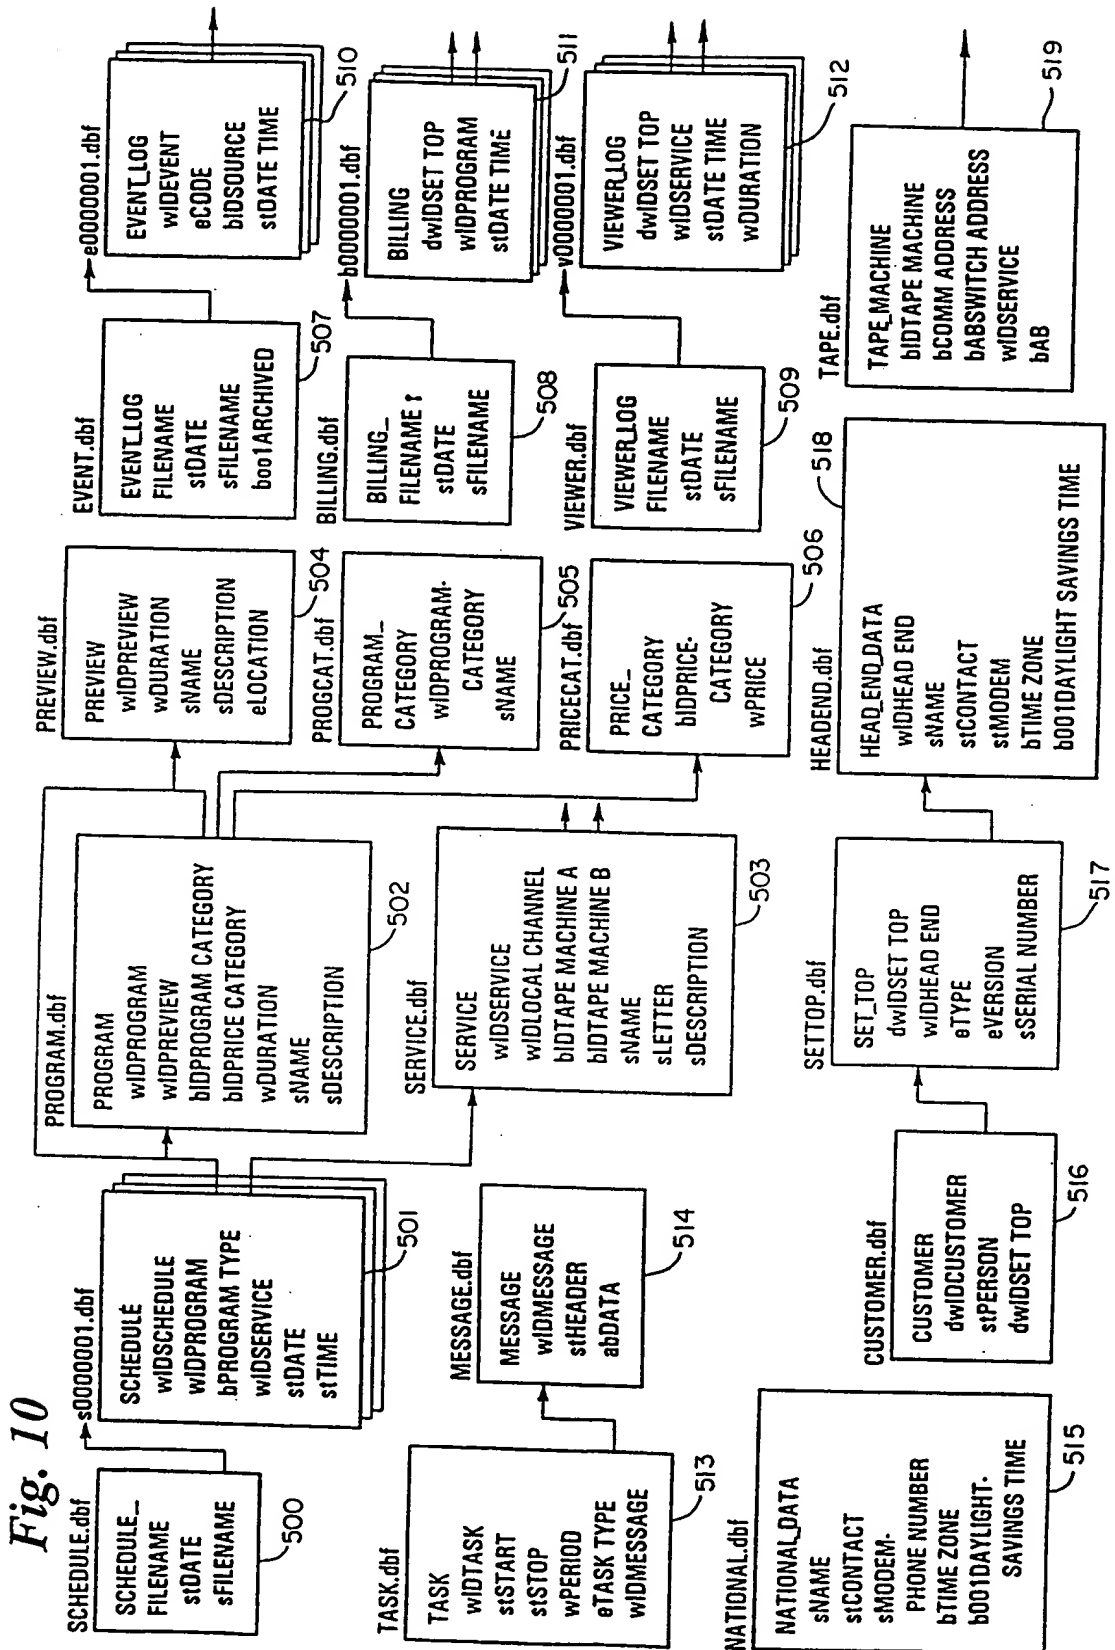 Fig. 10
SCHEDULE.dbf
SCHEDULE_
FILENAME
stDATE
sFILENAME
500
s0000001.dbf
SCHEDULE
wIDSCHEDULE
wIDPROGRAM
bPROGRAM TYPE
wIDSERVICE
stDATE
stTIME
501
PROGRAM.dbf
PROGRAM
wIDPROGRAM
wIDPREVIEW
bIDPROGRAM CATEGORY
bIDPRICE CATEGORY
wDURATION
sNAME
sDESCRIPTION
502
SERVICE.dbf
SERVICE
wIDSERVICE
wIDLOCAL CHANNEL
bIDTAPE MACHINE A
bIDTAPE MACHINE B
sNAME
sLETTER
sDESCRIPTION
503
PREVIEW.dbf
PREVIEW
wIDPREVIEW
wDURATION
sNAME
sDESCRIPTION
eLOCATION
504
PROGCAT.dbf
PROGRAM_
CATEGORY
wIDPROGRAM-
CATEGORY
sNAME
505
PRICECAT.dbf
PRICE_
CATEGORY
bIDPRICE-
CATEGORY
wPRICE
506
EVENT.dbf
EVENT_LOG
FILENAME
stDATE
sFILENAME
boo1ARCHIVED
507
BILLING.dbf
BILLING_
FILENAME
stDATE
sFILENAME
508
VIEWER.dbf
VIEWER_LOG
FILENAME
stDATE
sFILENAME
509
e0000001.dbf
EVENT_LOG
wIDEVENT
eCODE
bIDSOURCE
stDATE TIME
510
b0000001.dbf
BILLING
dwIDSET TOP
wIDPROGRAM
stDATE TIME
511
v0000001.dbf
VIEWER_LOG
dwIDSET TOP
wIDSERVICE
stDATE TIME
wDURATION
512
TASK.dbf
TASK
wIDTASK
stSTART
stSTOP
wPERIOD
eTASK TYPE
wIDMESSAGE
513
MESSAGE.dbf
MESSAGE
wIDMESSAGE
stHEADER
abDATA
514
NATIONAL.dbf
NATIONAL_DATA
sNAME
stCONTACT
sMODEM-
PHONE NUMBER
bTIME ZONE
b001DAYLIGHT-
SAVINGS TIME
515
CUSTOMER.dbf
CUSTOMER
dwIDCUSTOMER
stPERSON
dwIDSET TOP
516
SETTOP.dbf
SET_TOP
dwIDSET TOP
wIDHEAD END
eTYPE
eVERSION
sSERIAL NUMBER
517
HEADEND.dbf
HEAD_END_DATA
wIDHEAD END
sNAME
stCONTACT
stMODEM
bTIME ZONE
b001DAYLIGHT SAVINGS TIME
518
TAPE.dbf
TAPE_MACHINE
bIDTAPE MACHINE
bCOMM ADDRESS
bABSWITCH ADDRESS
wIDSERVICE
bAB
519